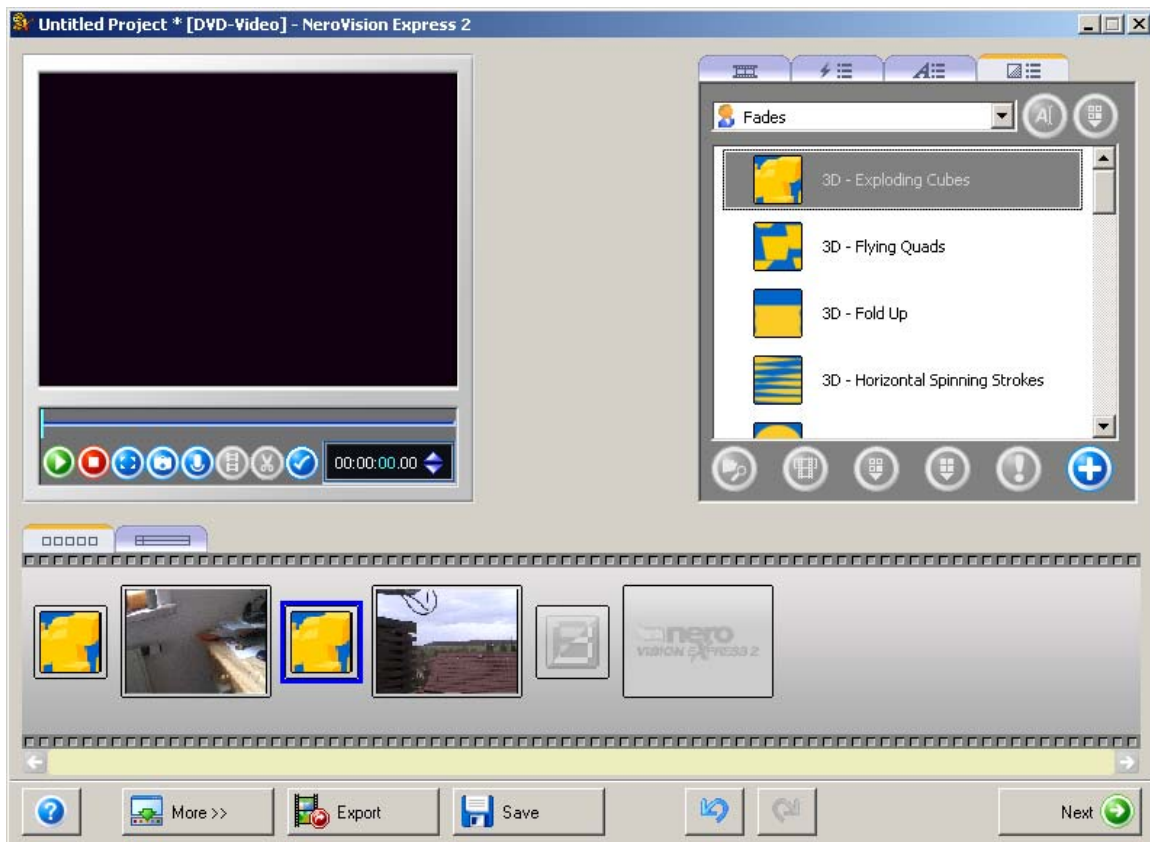 Untitled Project * [DVD-Video] - NeroVision Express 2
Fades
3D - Exploding Cubes
3D - Flying Quads
3D - Fold Up
3D - Horizontal Spinning Strokes
00:00:00.00
nero
VISION EXPRESS 2
More >>
Export
Save
Next